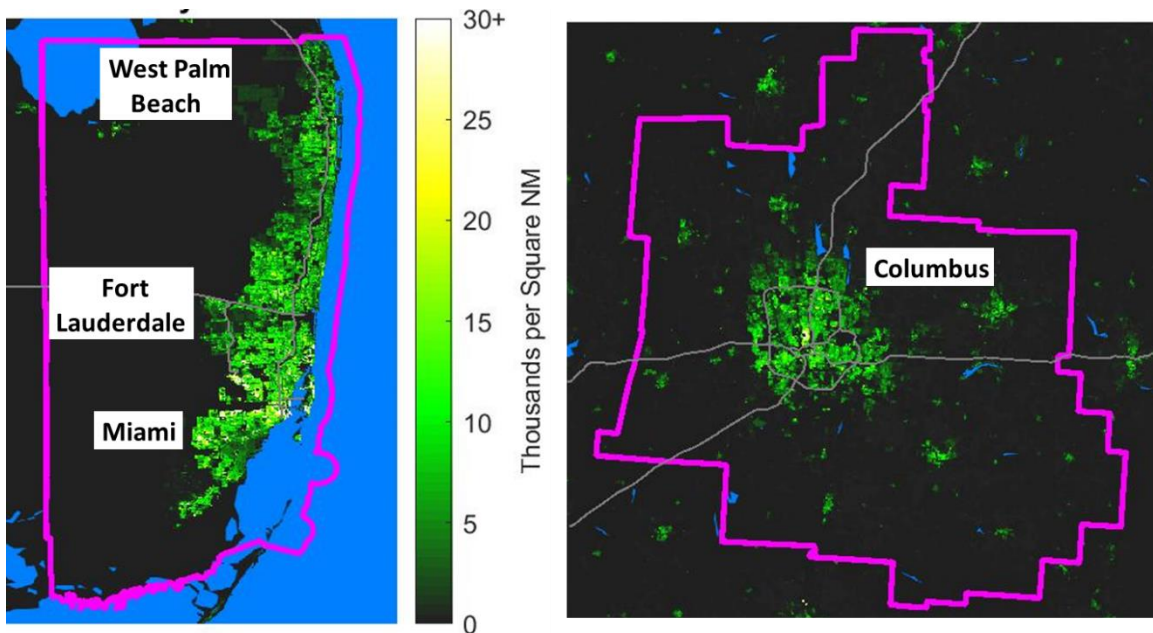 West Palm
Beach
Fort
Lauderdale
Miami
30+
25
20
15
10
5
0
Thousands per Square NM
Columbus